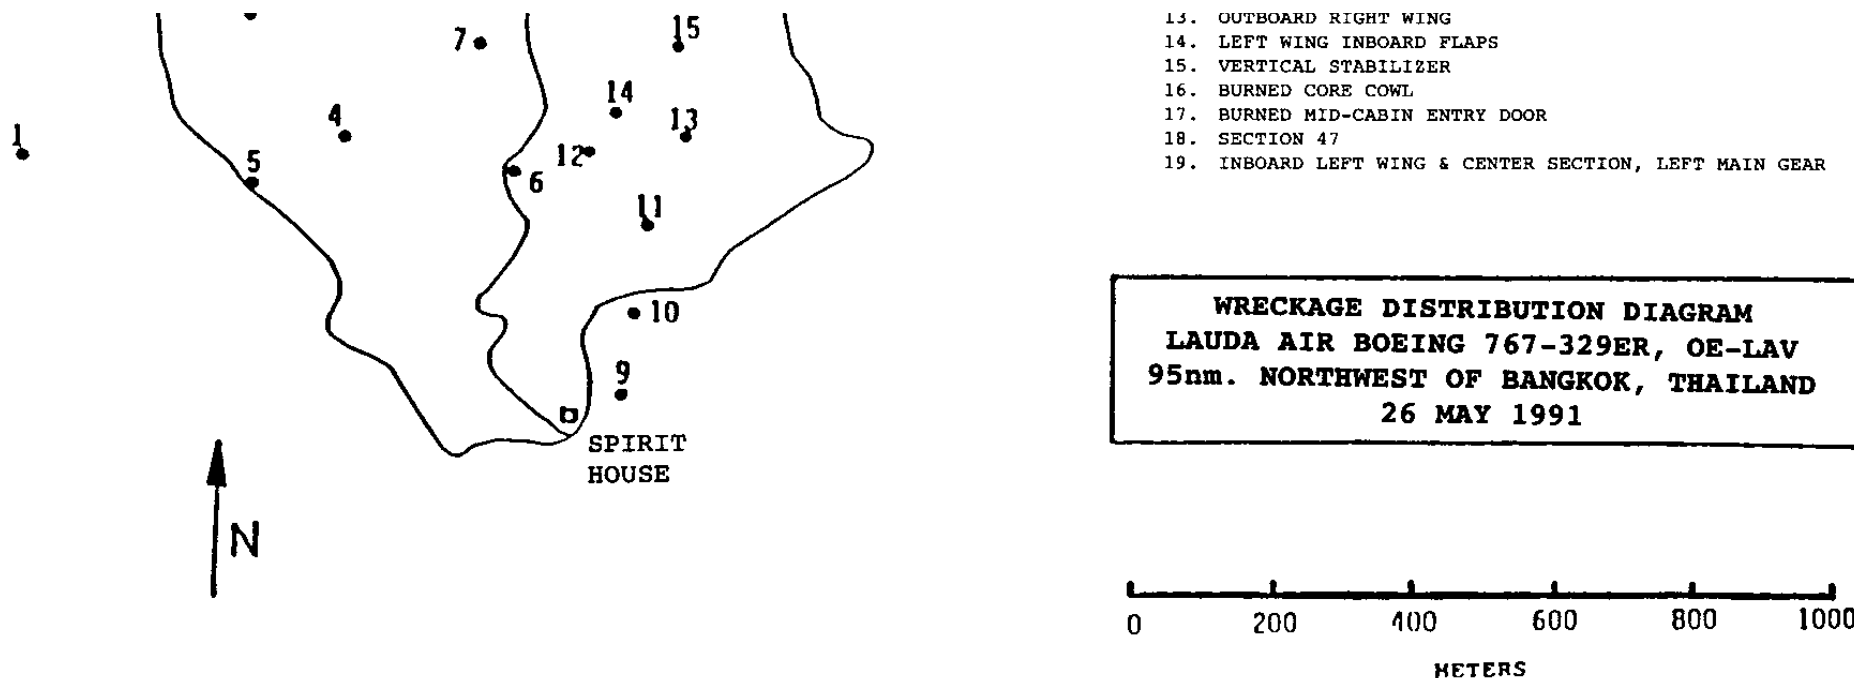 7
15
14
13
4
1
5
12
6
11
10
9
SPIRIT
HOUSE
N
13. OUTBOARD RIGHT WING
14. LEFT WING INBOARD FLAPS
15. VERTICAL STABILIZER
16. BURNED CORE COWL
17. BURNED MID-CABIN ENTRY DOOR
18. SECTION 47
19. INBOARD LEFT WING & CENTER SECTION, LEFT MAIN GEAR
WRECKAGE DISTRIBUTION DIAGRAM
LAUDA AIR BOEING 767-329ER, OE-LAV
95nm. NORTHWEST OF BANGKOK, THAILAND
26 MAY 1991
0 200 400 600 800 1000
METERS